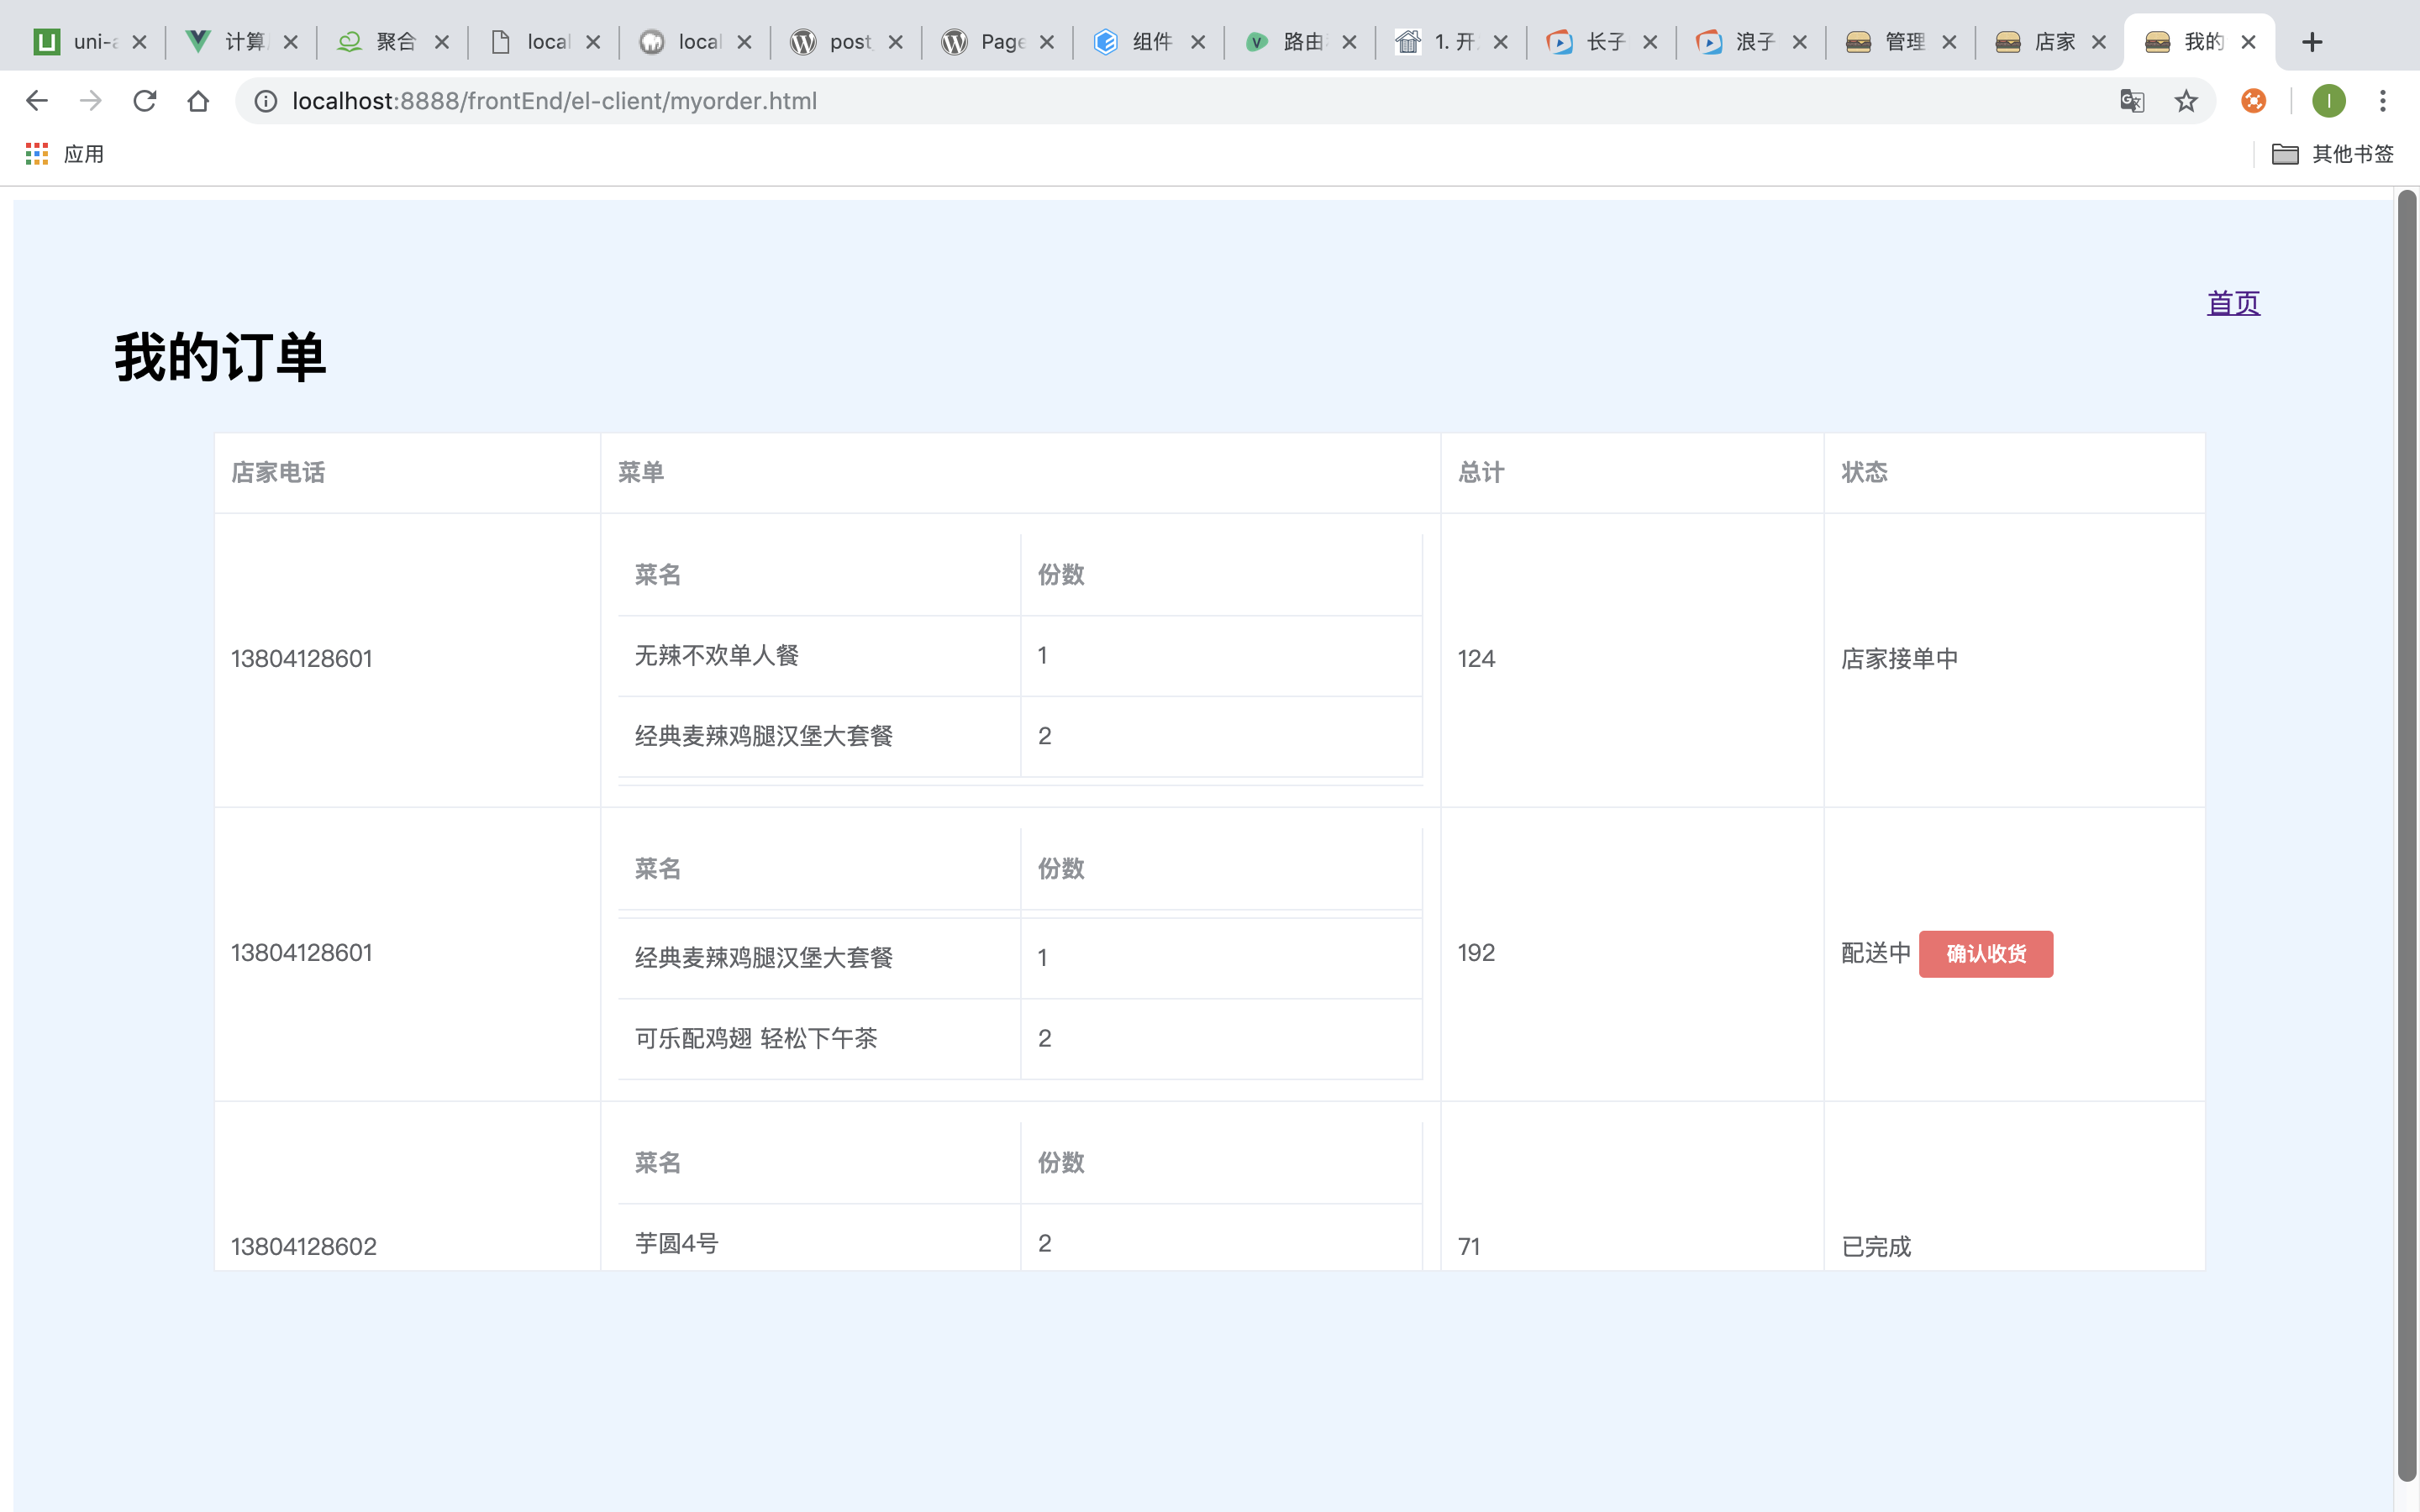 uni-a 计算 聚合 local local post_ Page 组件 路由 1. 开 长子 浪子 管理 店家 我的
localhost:8888/frontEnd/el-client/myorder.html
应用 其他书签
首页
我的订单
店家电话 菜单 总计 状态
菜名 份数
无辣不欢单人餐 1
13804128601 124 店家接单中
经典麦辣鸡腿汉堡大套餐 2
菜名 份数
经典麦辣鸡腿汉堡大套餐 1
13804128601 192 配送中 确认收货
可乐配鸡翅 轻松下午茶 2
菜名 份数
芋圆4号 2
13804128602 71 已完成